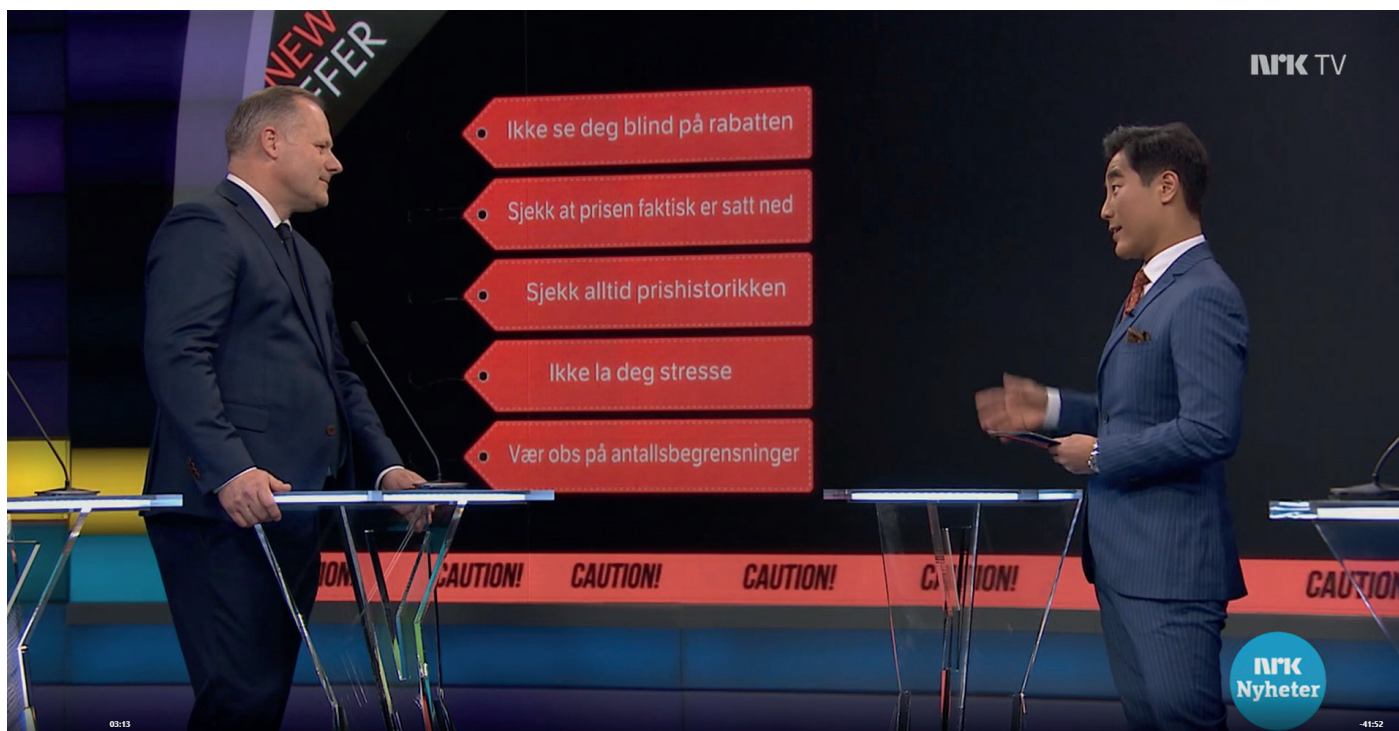 NEW
FFER
NRK TV
Ikke se deg blind på rabatten
Sjekk at prisen faktisk er satt ned
Sjekk alltid prishistorikken
Ikke la deg stresse
Vær obs på antallsbegrensninger
ION!
CAUTION!
CAUTION!
CAUTION!
CAUTION!
CAUTION
NRK
Nyheter
03:13
-41:52